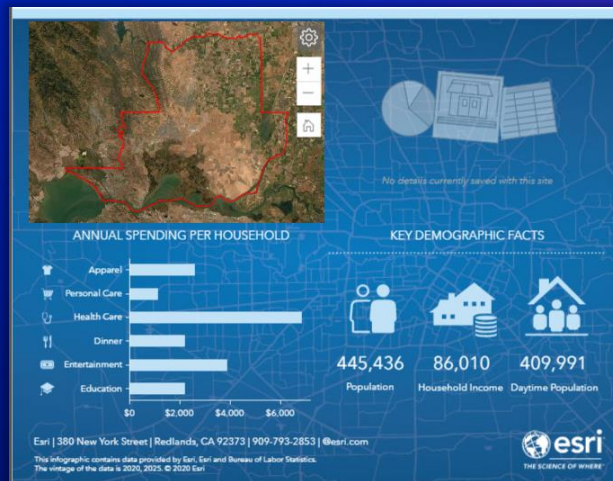 No details currently saved with this site
ANNUAL SPENDING PER HOUSEHOLD
Apparel
Personal Care
Health Care
Dinner
Entertainment
Education
$0 $2,000 $4,000 $6,000
KEY DEMOGRAPHIC FACTS
445,436 86,010 409,991
Population Household Income Daytime Population
Esri | 380 New York Street | Redlands, CA 92373 | 909-793-2853 | @esri.com
This infographic contains data provided by Esri, Esri and Bureau of Labor Statistics.
The vintage of the data is 2020, 2025. © 2020 Esri
esri
THE SCIENCE OF WHERE®